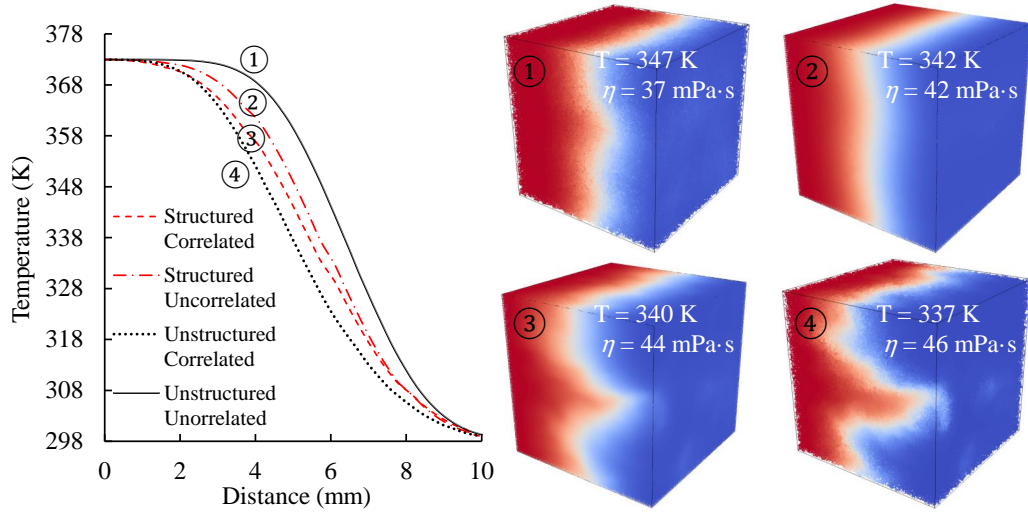 378
368
358
348
338
328
318
308
298
Temperature (K)
0
2
4
6
8
10
Distance (mm)
①
②
③
④
Structured
Correlated
Structured
Uncorrelated
Unstructured
Correlated
Unstructured
Unorrelated
①
T = 347 K
η = 37 mPa·s
②
T = 342 K
η = 42 mPa·s
③
T = 340 K
η = 44 mPa·s
④
T = 337 K
η = 46 mPa·s